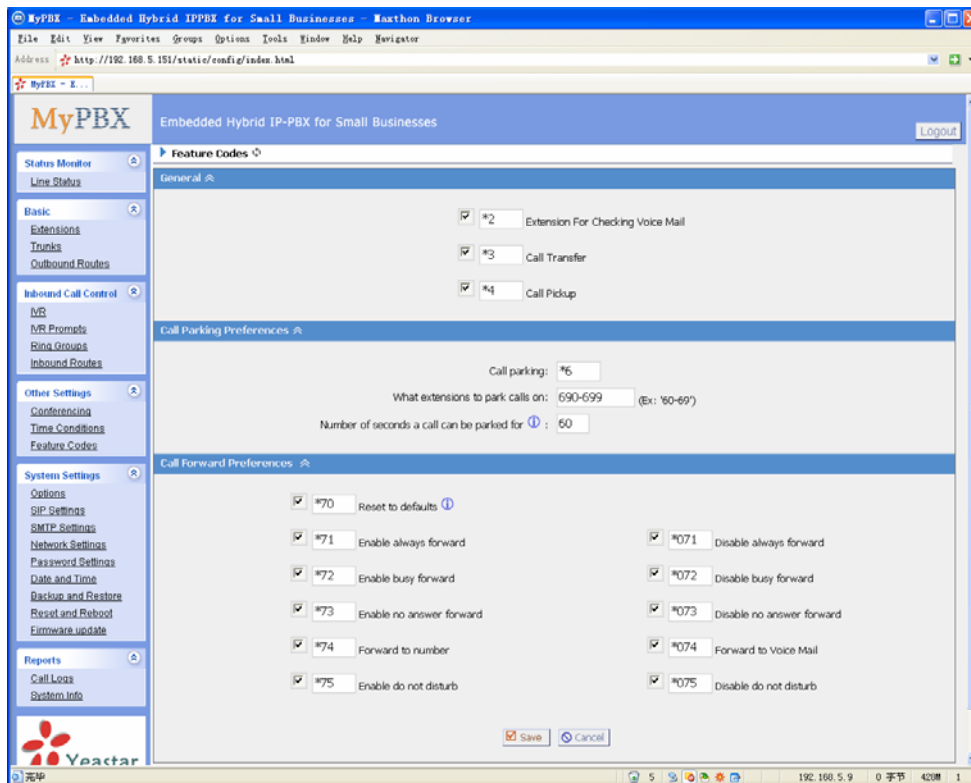 MyPBX - Embedded Hybrid IPPBX for Small Businesses - Maxthon Browser
File Edit View Favorites Groups Options Tools Window Help Navigator
Address http://192.168.5.151/static/config/index.html
MyPBX - E...
MyPBX
Embedded Hybrid IP-PBX for Small Businesses
Logout
Status Monitor
Line Status
Basic
Extensions
Trunks
Outbound Routes
Inbound Call Control
IVR
IVR Prompts
Ring Groups
Inbound Routes
Other Settings
Conferencing
Time Conditions
Feature Codes
System Settings
Options
SIP Settings
SMTP Settings
Network Settings
Password Settings
Date and Time
Backup and Restore
Reset and Reboot
Firmware update
Reports
Call Logs
System Info
Yeastar
Feature Codes
General
*2 Extension For Checking Voice Mail
*3 Call Transfer
*4 Call Pickup
Call Parking Preferences
Call parking: *6
What extensions to park calls on: 690-699 (Ex: '60-69')
Number of seconds a call can be parked for : 60
Call Forward Preferences
*70 Reset to defaults
*71 Enable always forward *071 Disable always forward
*72 Enable busy forward *072 Disable busy forward
*73 Enable no answer forward *073 Disable no answer forward
*74 Forward to number *074 Forward to Voice Mail
*75 Enable do not disturb *075 Disable do not disturb
Save Cancel
完毕 5 192.168.5.9 0 字节 428M 1